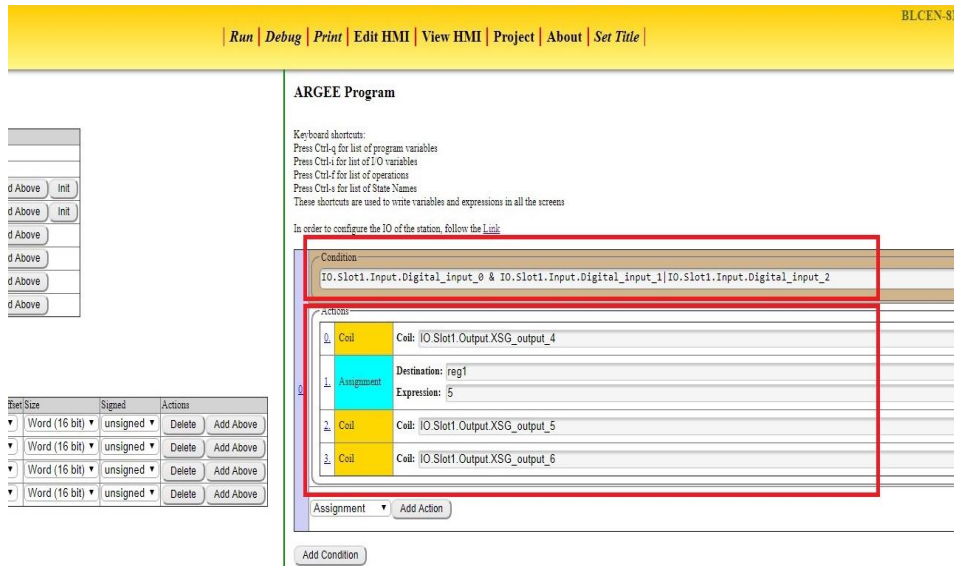 BLCEN-8
| Run | Debug | Print | Edit HMI | View HMI | Project | About | Set Title |
d Above Init
d Above Init
d Above
d Above
d Above
d Above
ffset Size Signed Actions
Word (16 bit) unsigned Delete Add Above
Word (16 bit) unsigned Delete Add Above
Word (16 bit) unsigned Delete Add Above
Word (16 bit) unsigned Delete Add Above
ARGEE Program
Keyboard shortcuts:
Press Ctrl-q for list of program variables
Press Ctrl-i for list of I/O variables
Press Ctrl-f for list of operations
Press Ctrl-s for list of State Names
These shortcuts are used to write variables and expressions in all the screens
In order to configure the IO of the station, follow the Link
Condition
IO.Slot1.Input.Digital_input_0 & IO.Slot1.Input.Digital_input_1|IO.Slot1.Input.Digital_input_2
Actions
0. Coil Coil: IO.Slot1.Output.XSG_output_4
0
1. Assignment Destination: reg1
Expression: 5
2. Coil Coil: IO.Slot1.Output.XSG_output_5
3. Coil Coil: IO.Slot1.Output.XSG_output_6
Assignment Add Action
Add Condition